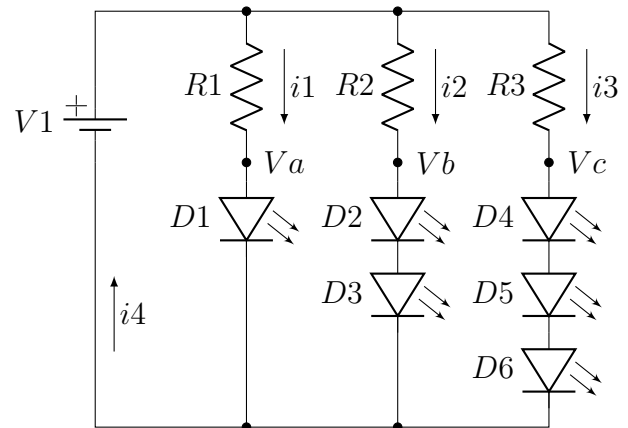 R1 i1 R2 i2 R3 i3
V1 +
Va Vb Vc
D1 D2 D4
D3 D5
i4
D6